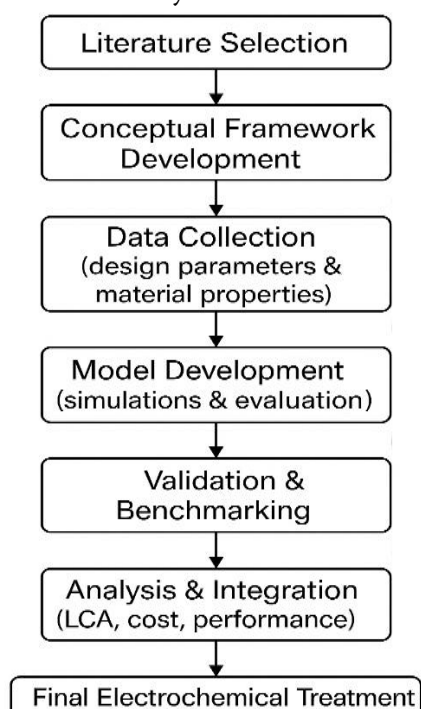 Literature Selection
Conceptual Framework
Development
Data Collection
(design parameters &
material properties)
Model Development
(simulations & evaluation)
Validation &
Benchmarking
Analysis & Integration
(LCA, cost, performance)
Final Electrochemical Treatment